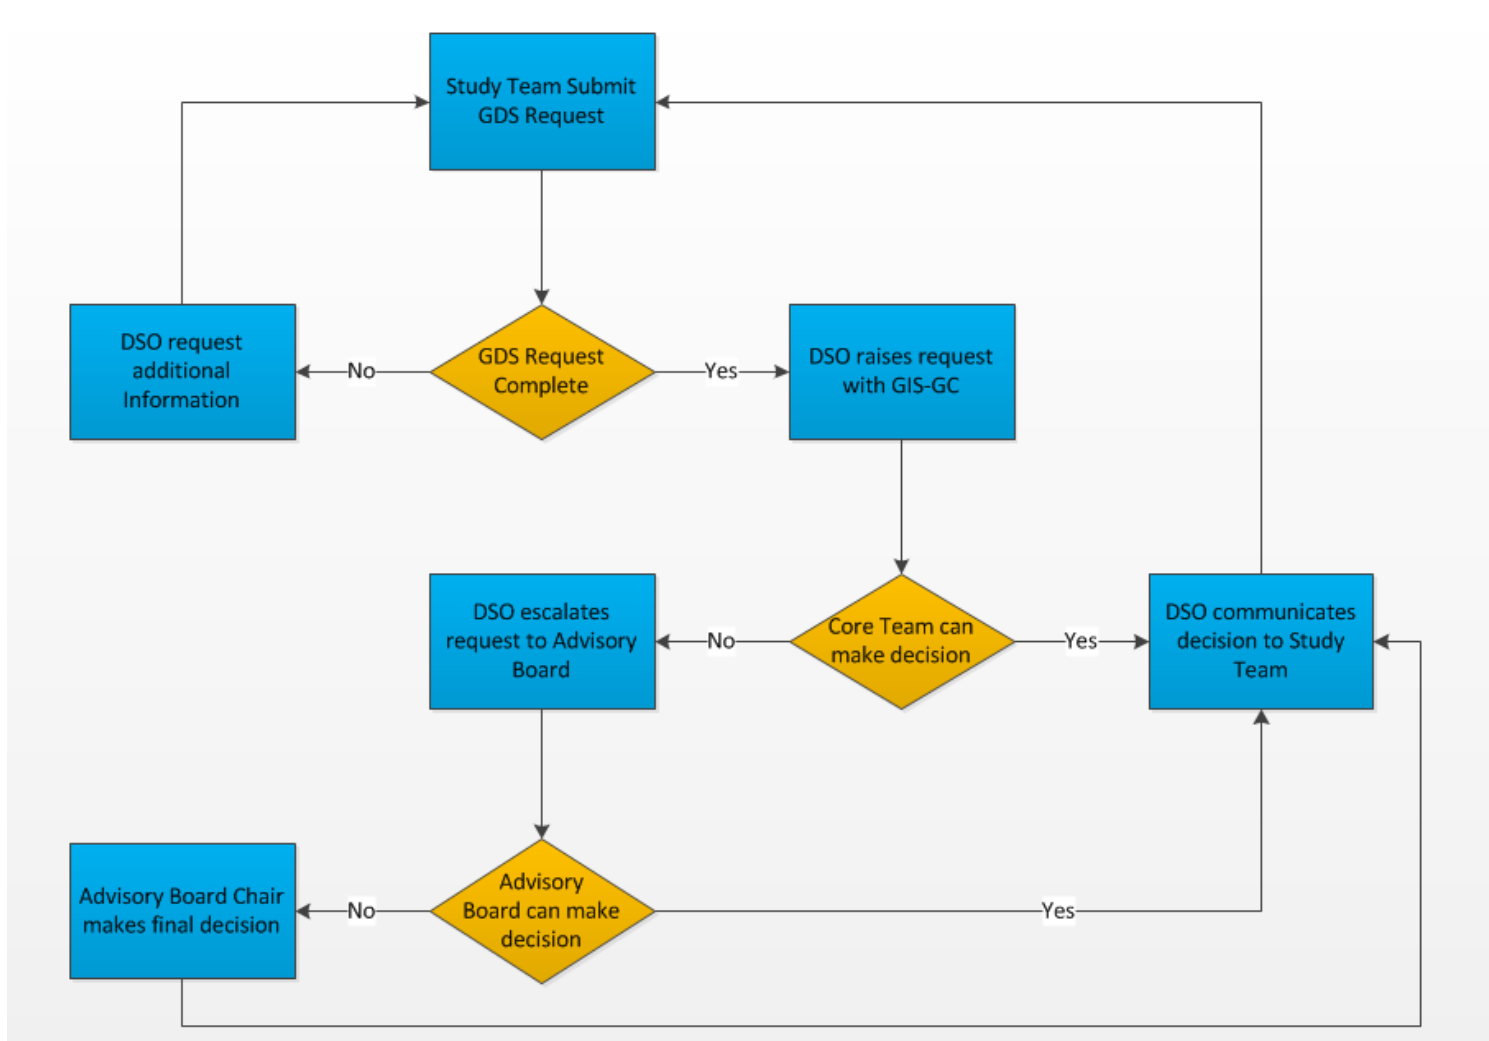 Study Team Submit
GDS Request
DSO request
additional
Information
No
GDS Request
Complete
Yes
DSO raises request
with GIS-GC
DSO escalates
request to Advisory
Board
No
Core Team can
make decision
Yes
DSO communicates
decision to Study
Team
Advisory Board Chair
makes final decision
No
Advisory
Board can make
decision
Yes